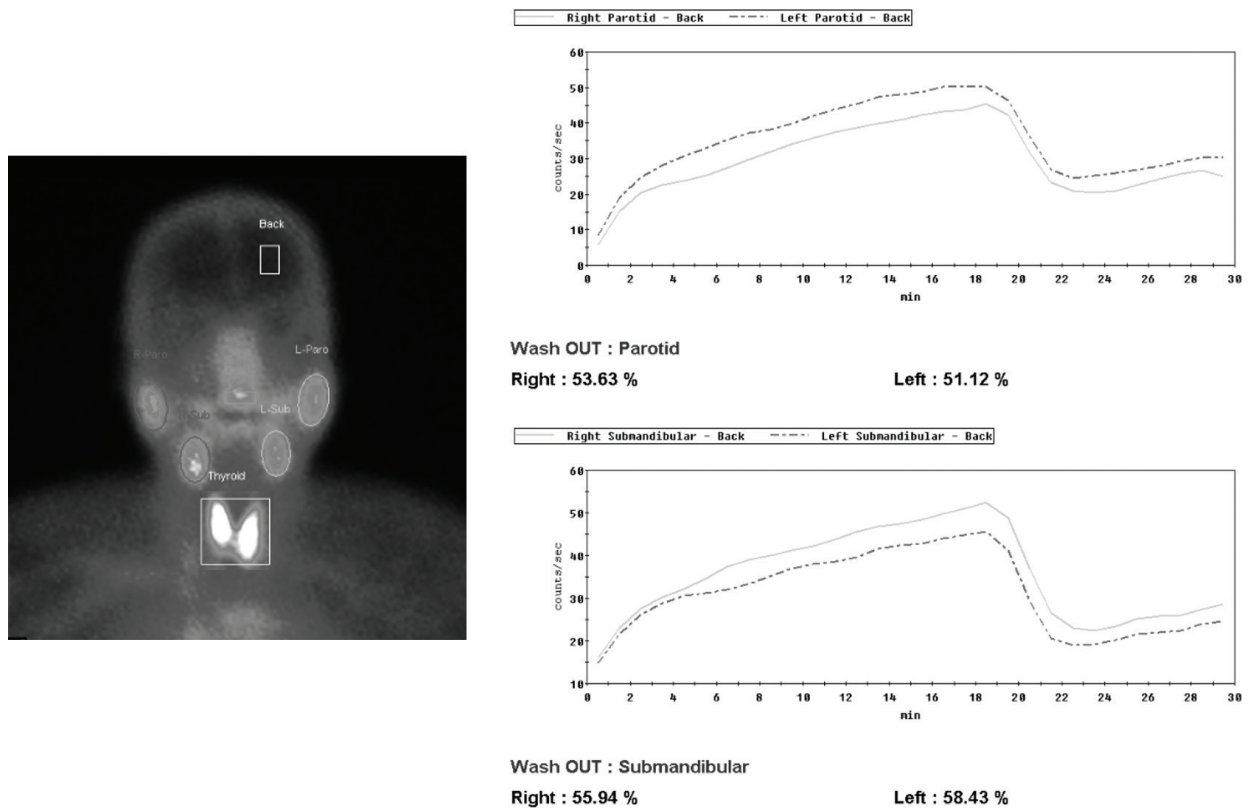 Back
R-Paro
L-Paro
Sub
L-Sub
Thyroid
Right Parotid - Back Left Parotid - Back
60
50
40
30
20
10
0
counts/sec
0 2 4 6 8 10 12 14 16 18 20 22 24 26 28 30
min
Wash OUT : Parotid
Right : 53.63 % Left : 51.12 %
Right Submandibular - Back Left Submandibular - Back
60
50
40
30
20
10
counts/sec
0 2 4 6 8 10 12 14 16 18 20 22 24 26 28 30
min
Wash OUT : Submandibular
Right : 55.94 % Left : 58.43 %